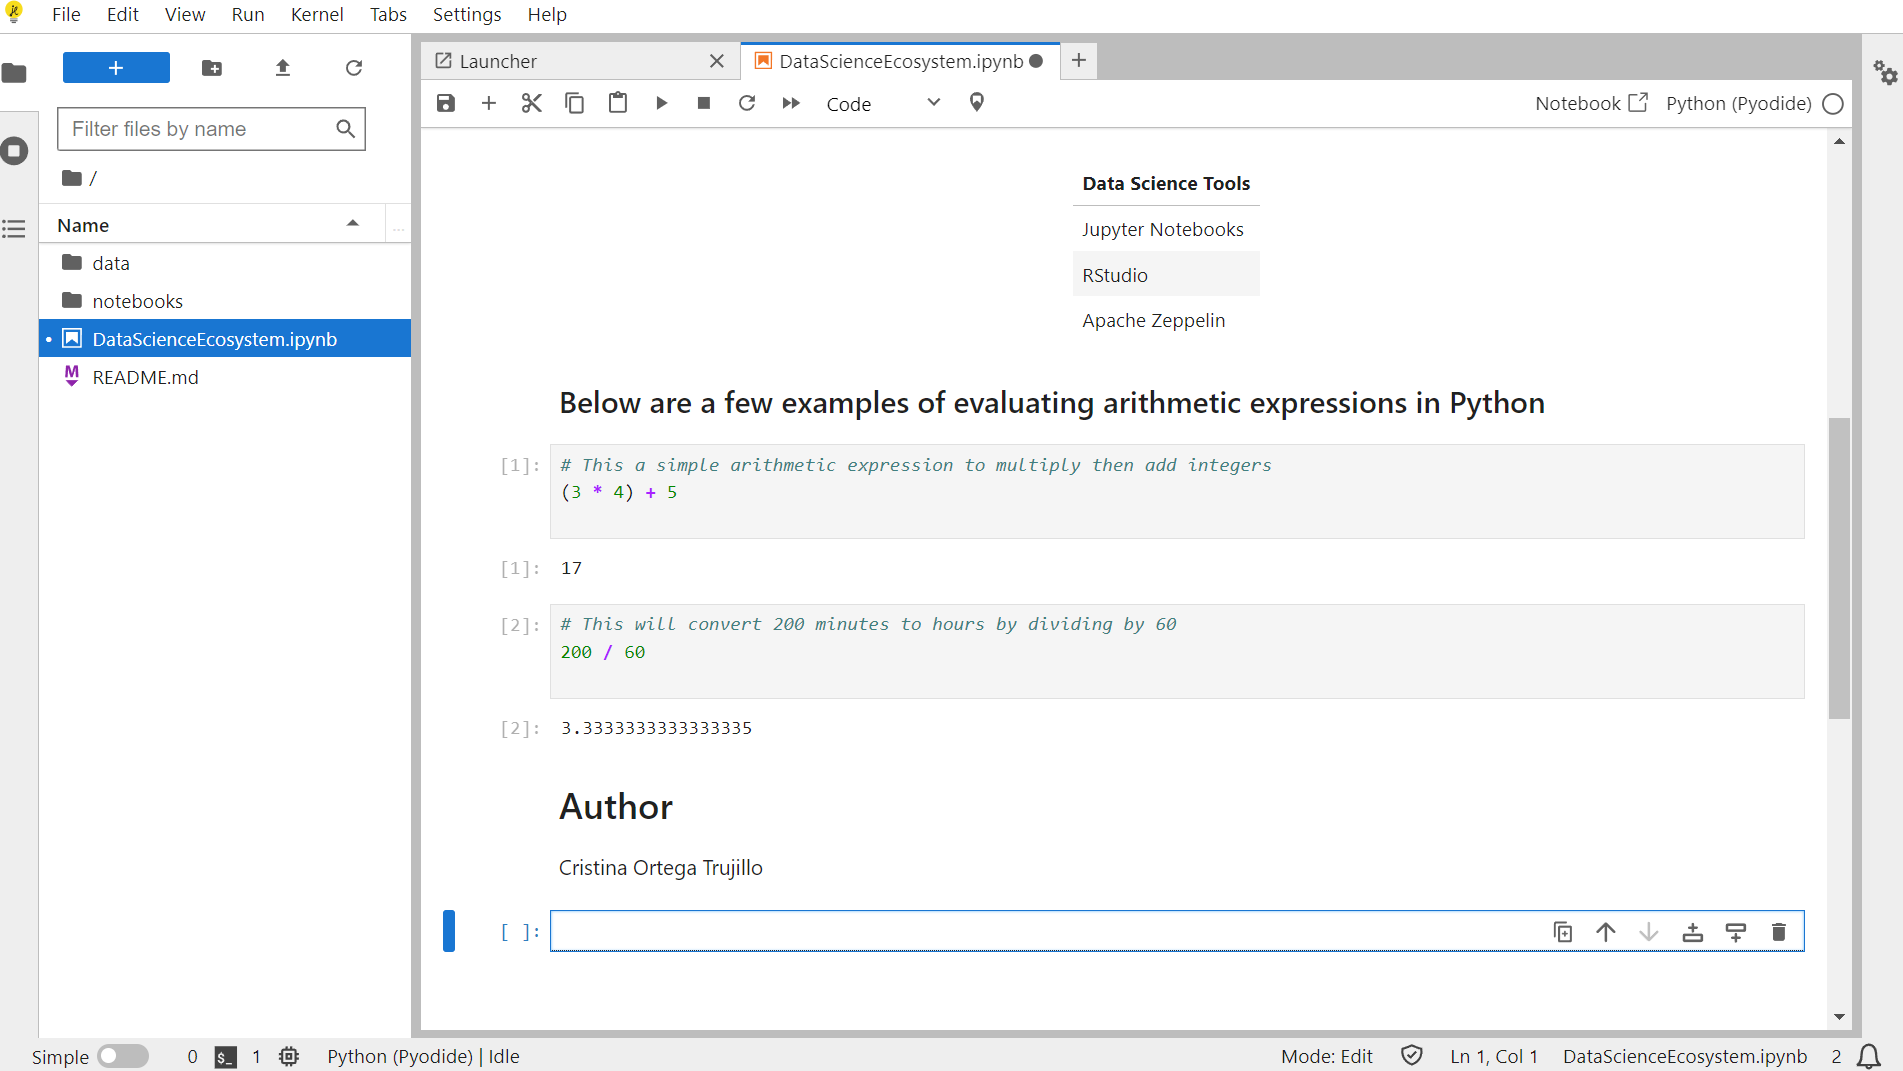 File Edit View Run Kernel Tabs Settings Help
Launcher
DataScienceEcosystem.ipynb
Code
Notebook
Python (Pyodide)
Filter files by name
/
Name
...
data
notebooks
DataScienceEcosystem.ipynb
README.md
Data Science Tools
Jupyter Notebooks
RStudio
Apache Zeppelin
Below are a few examples of evaluating arithmetic expressions in Python
[1]: # This a simple arithmetic expression to multiply then add integers
(3 * 4) + 5
[1]: 17
[2]: # This will convert 200 minutes to hours by dividing by 60
200 / 60
[2]: 3.3333333333333335
Author
Cristina Ortega Trujillo
[ ]:
Simple 0 $_ 1 Python (Pyodide) | Idle Mode: Edit Ln 1, Col 1 DataScienceEcosystem.ipynb 2